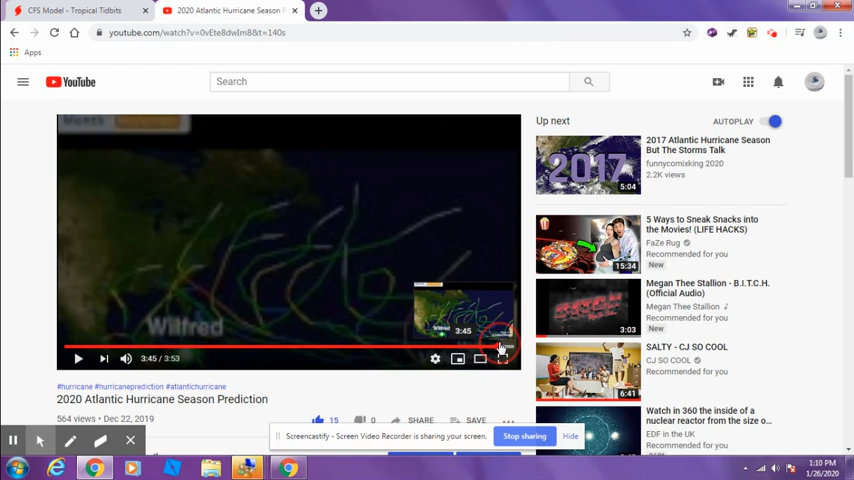 CFS Model - Tropical Tidbits
2020 Atlantic Hurricane Season P
youtube.com/watch?v=0vEte8dwIm8&t=140s
Apps
YouTube
Search
Month November
Wilfred
3:45
3:45 / 3:53
#hurricane #hurricaneprediction #atlantichurricane
2020 Atlantic Hurricane Season Prediction
564 views • Dec 22, 2019
15
0
SHARE
SAVE
Up next
AUTOPLAY
2017
5:04
2017 Atlantic Hurricane Season
But The Storms Talk
funnycomixking 2020
2.2K views
15:34
5 Ways to Sneak Snacks into
the Movies! (LIFE HACKS)
FaZe Rug
Recommended for you
New
3:03
Megan Thee Stallion - B.I.T.C.H.
(Official Audio)
Megan Thee Stallion
Recommended for you
6:41
SALTY - CJ SO COOL
CJ SO COOL
Recommended for you
New
Watch in 360 the inside of a
nuclear reactor from the size o...
EDF in the UK
Recommended for you
Screencastify - Screen Video Recorder is sharing your screen.
Stop sharing
Hide
1:10 PM
1/26/2020